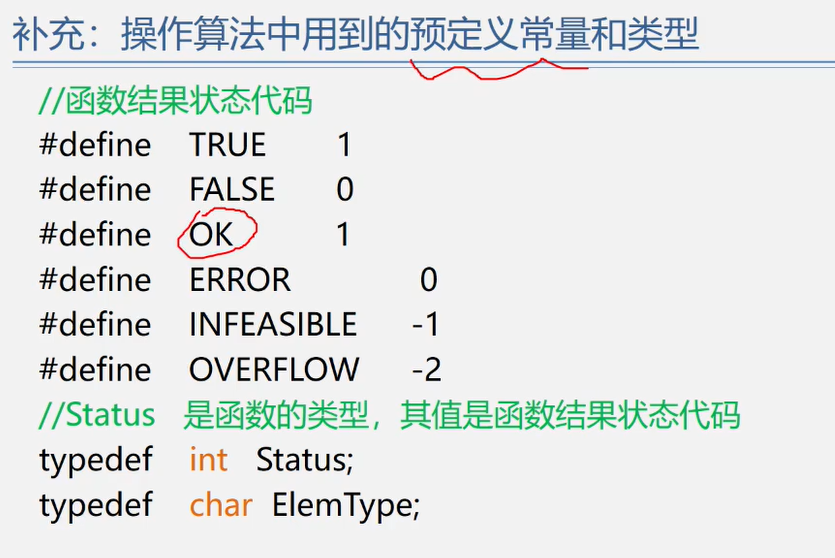 补充：操作算法中用到的预定义常量和类型
//函数结果状态代码
#define TRUE 1
#define FALSE 0
#define OK 1
#define ERROR 0
#define INFEASIBLE -1
#define OVERFLOW -2
//Status 是函数的类型，其值是函数结果状态代码
typedef int Status;
typedef char ElemType;